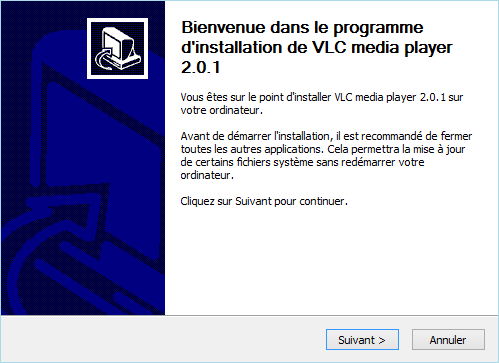 Bienvenue dans le programme
d'installation de VLC media player
2.0.1
Vous êtes sur le point d'installer VLC media player 2.0.1 sur
votre ordinateur.
Avant de démarrer l'installation, il est recommandé de fermer
toutes les autres applications. Cela permettra la mise à jour
de certains fichiers système sans redémarrer votre
ordinateur.
Cliquez sur Suivant pour continuer.
Suivant >
Annuler